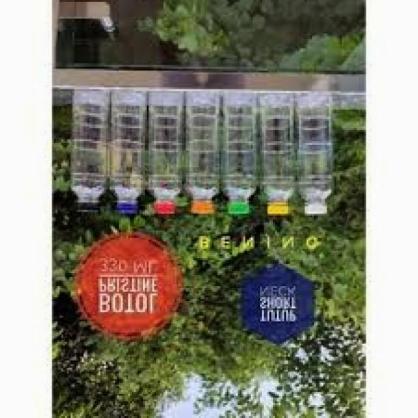 BOTOL
PRISTINE
330 ML
TUTUP
SHORT
NECK
BENING